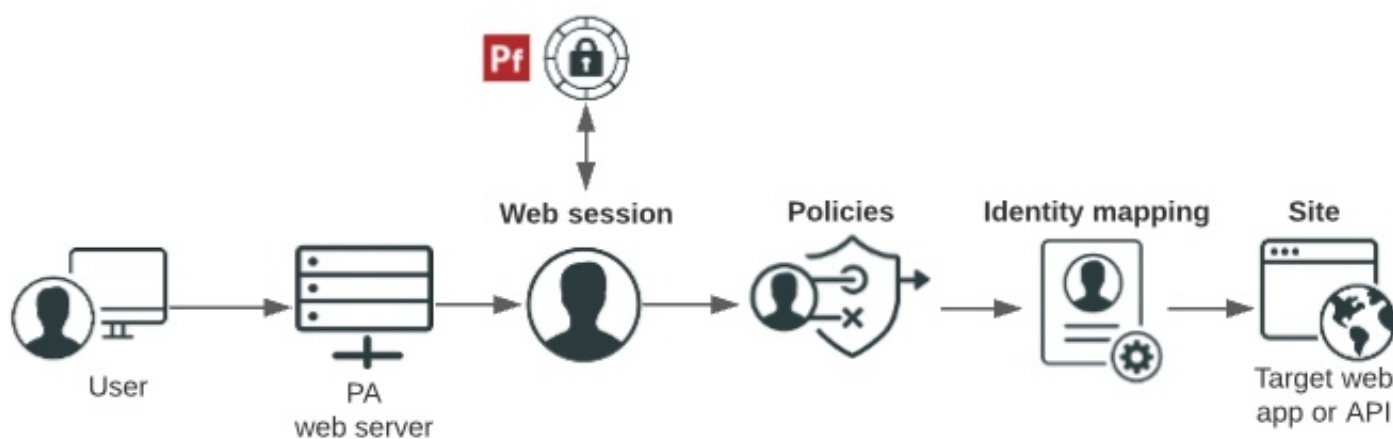 Pf
Web session
Policies
Identity mapping
Site
User
PA
web server
Target web
app or API